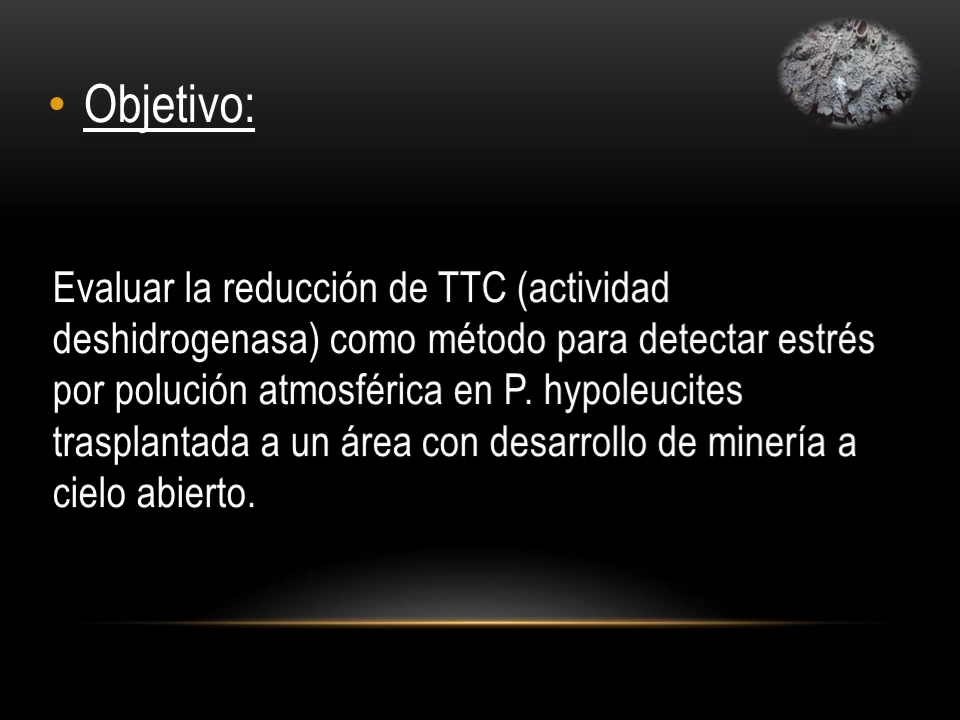 • Objetivo:
Evaluar la reducción de TTC (actividad
deshidrogenasa) como método para detectar estrés
por polución atmosférica en P. hypoleucites
trasplantada a un área con desarrollo de minería a
cielo abierto.